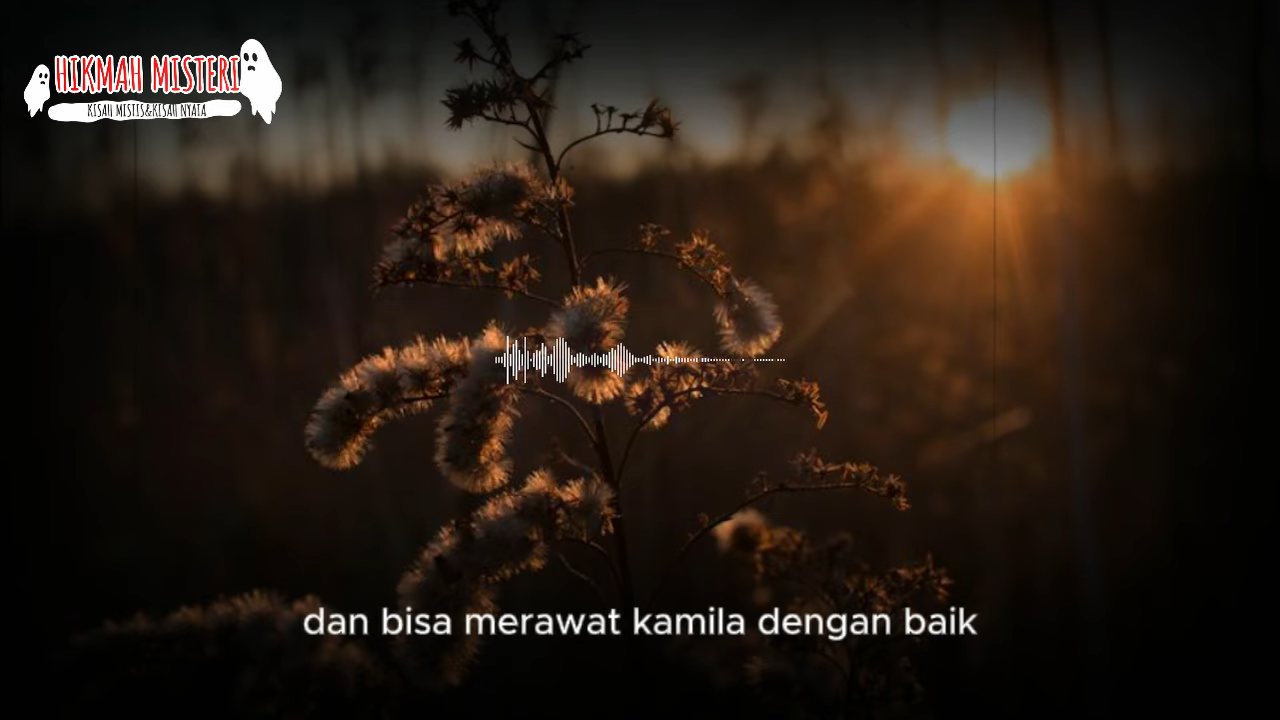 HIKMAH MISTERI
KISAH MISTIS&KISAH NYATA
dan bisa merawat kamila dengan baik